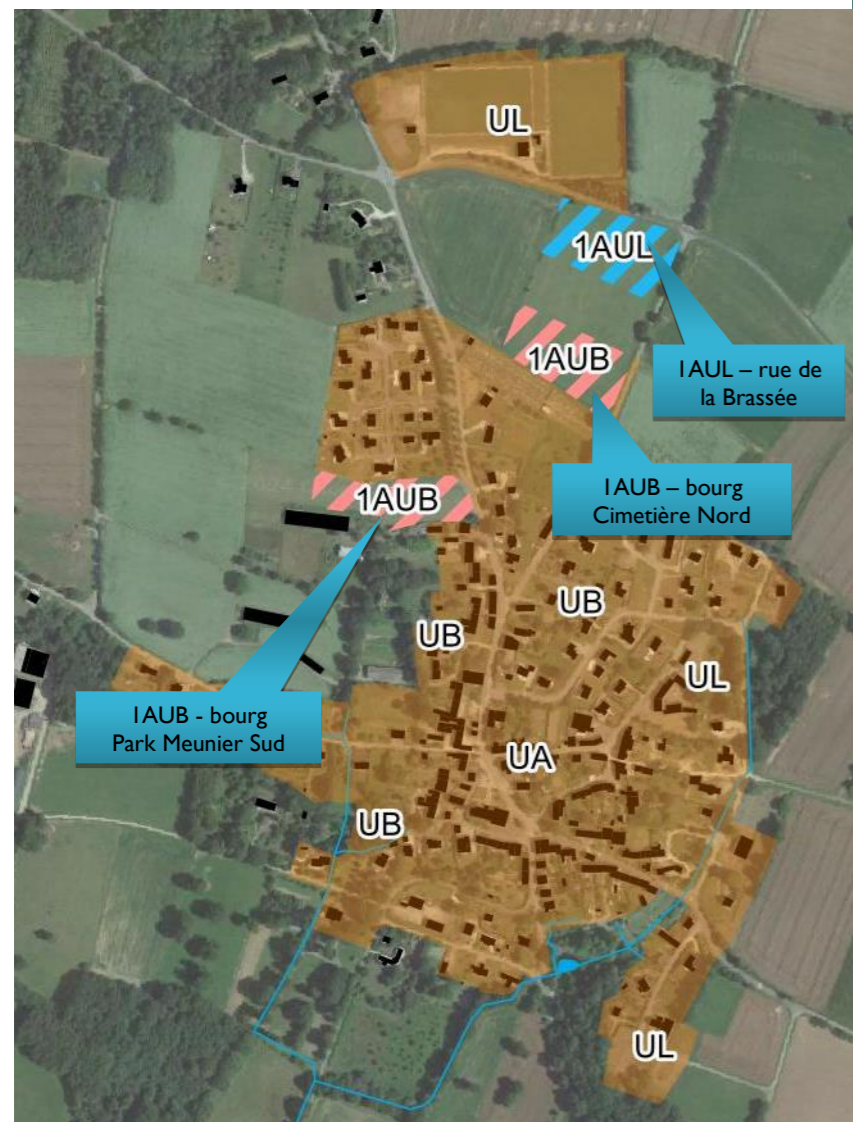 UL
1AUL
1AUL – rue de
la Brassée
1AUB
1AUB – bourg
Cimetière Nord
1AUB
UB
UB
UL
1AUB - bourg
Park Meunier Sud
UA
UB
UL